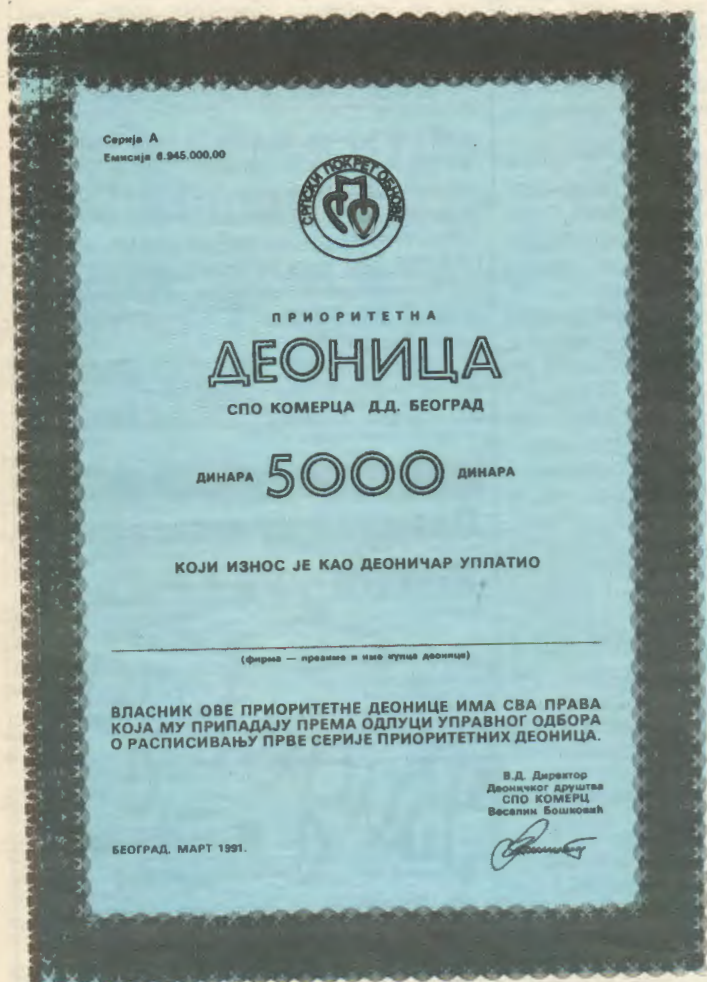 Серија А
Емисија 6.945.000,00
СРПСКИ ПОКРЕТ ОБНОВЕ
ПРИОРИТЕТНА
ДЕОНИЦА
СПО КОМЕРЦА Д.Д. БЕОГРАД
ДИНАРА 5000 ДИНАРА
КОЈИ ИЗНОС ЈЕ КАО ДЕОНИЧАР УПЛАТИО
(фирма — презиме и име купца деонице)
ВЛАСНИК ОВЕ ПРИОРИТЕТНЕ ДЕОНИЦЕ ИМА СВА ПРАВА
КОЈА МУ ПРИПАДАЈУ ПРЕМА ОДЛУЦИ УПРАВНОГ ОДБОРА
О РАСПИСИВАЊУ ПРВЕ СЕРИЈЕ ПРИОРИТЕТНИХ ДЕОНИЦА.
В.Д. Директор
Деоничког друштва
СПО КОМЕРЦ
Веселин Бошковић
БЕОГРАД, МАРТ 1991.